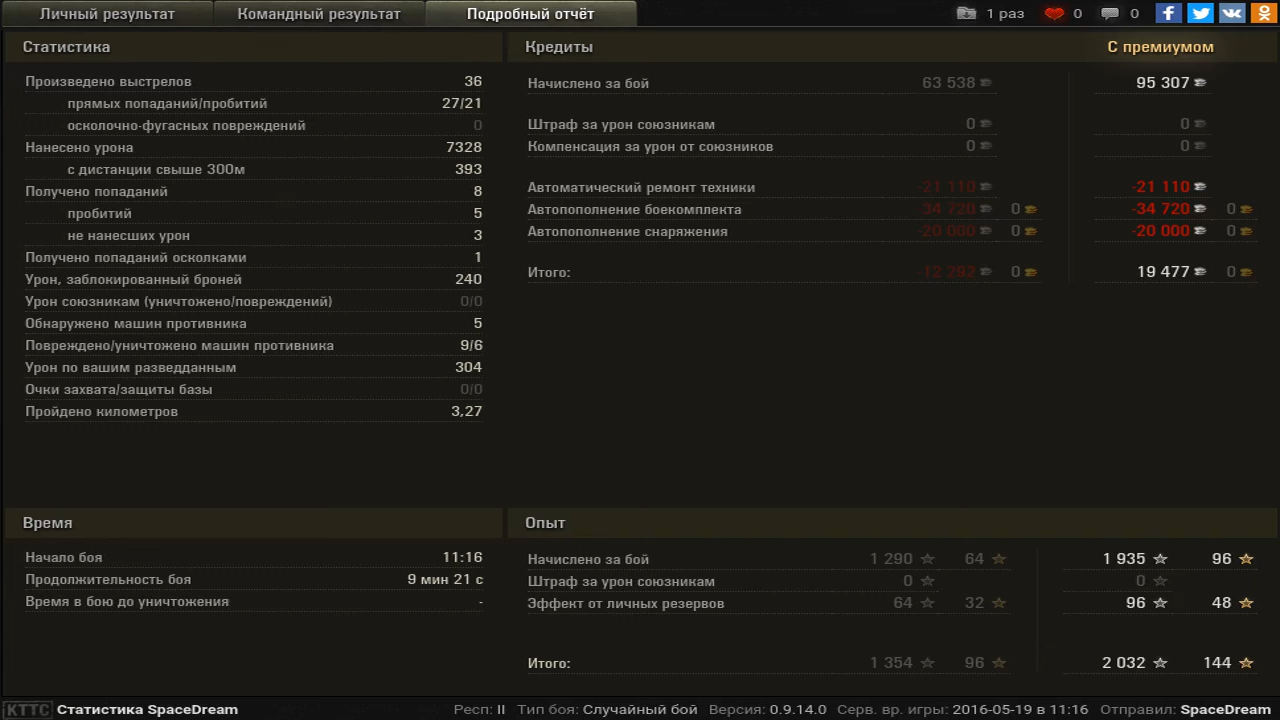 Личный результат Командный результат Подробный отчёт 1 раз 0 0
Статистика
Произведено выстрелов 36
прямых попаданий/пробитий 27/21
осколочно-фугасных повреждений 0
Нанесено урона 7328
с дистанции свыше 300м 393
Получено попаданий 8
пробитий 5
не нанесших урон 3
Получено попаданий осколками 1
Урон, заблокированный броней 240
Урон союзникам (уничтожено/повреждений) 0/0
Обнаружено машин противника 5
Повреждено/уничтожено машин противника 9/6
Урон по вашим разведданным 304
Очки захвата/защиты базы 0/0
Пройдено километров 3,27
Кредиты С премиумом
Начислено за бой 63 538 95 307
Штраф за урон союзникам 0 0
Компенсация за урон от союзников 0 0
Автоматический ремонт техники -21 110 -21 110
Автопополнение боекомплекта -34 720 0 -34 720 0
Автопополнение снаряжения -20 000 0 -20 000 0
Итого: -12 292 0 19 477 0
Время
Начало боя 11:16
Продолжительность боя 9 мин 21 с
Время в бою до уничтожения -
Опыт
Начислено за бой 1 290 64 1 935 96
Штраф за урон союзникам 0 0
Эффект от личных резервов 64 32 96 48
Итого: 1 354 96 2 032 144
КТТС Статистика SpaceDream Респ: II Тип боя: Случайный бой Версия: 0.9.14.0 Серв. вр. игры: 2016-05-19 в 11:16 Отправил: SpaceDream